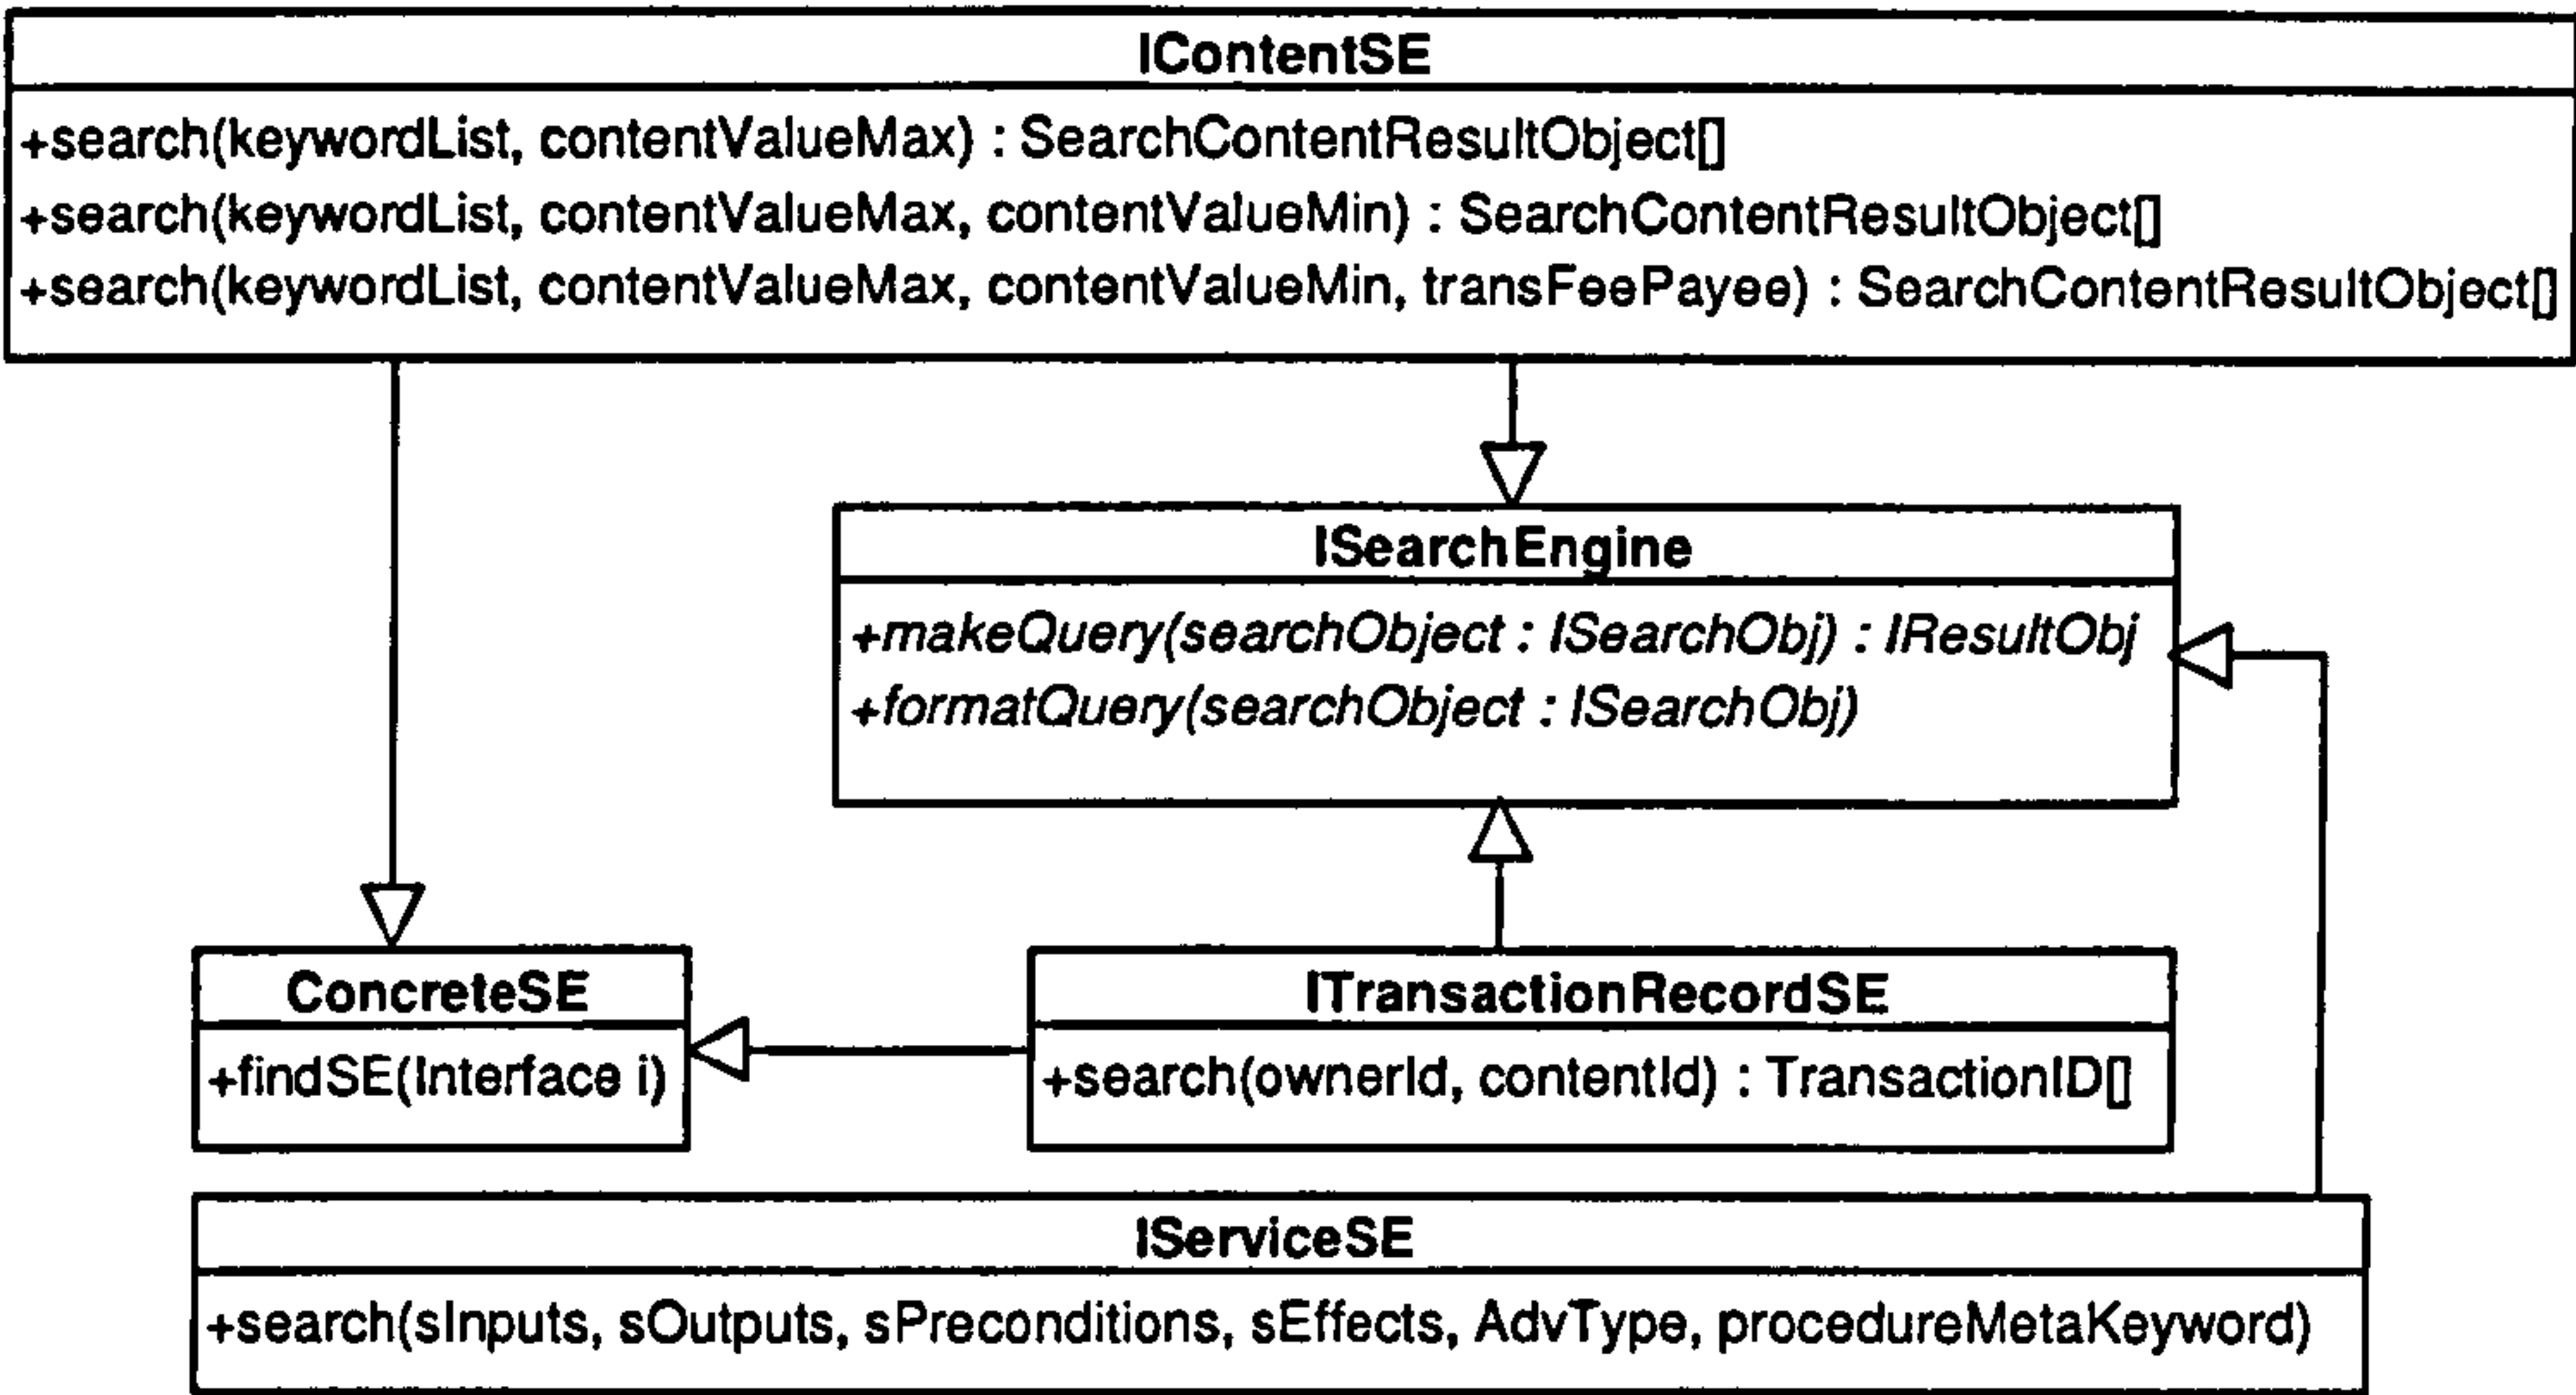 IContentSE
+search(keywordList, contentValueMax) : SearchContentResultObject[]
+search(keywordList, contentValueMax, contentValueMin) : SearchContentResultObject[]
+search(keywordList, contentValueMax, contentValueMin, transFeePayee) : SearchContentResultObject[]
ISearchEngine
+makeQuery(searchObject : ISearchObj) : IResultObj
+formatQuery(searchObject : ISearchObj)
ConcreteSE
+findSE(Interface i)
ITransactionRecordSE
+search(ownerId, contentId) : TransactionID[]
IServiceSE
+search(sInputs, sOutputs, sPreconditions, sEffects, AdvType, procedureMetaKeyword)